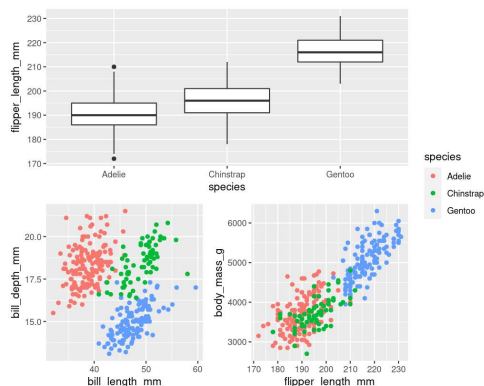 flipper_length_mm
230
220
210
200
190
180
170
Adelie
Chinstrap
Gentoo
species
species
Adelie
Chinstrap
Gentoo
bill_depth_mm
20.0
17.5
15.0
40
50
60
bill_length_mm
body_mass_g
6000
5000
4000
3000
170
180
190
200
210
220
230
flipper_length_mm